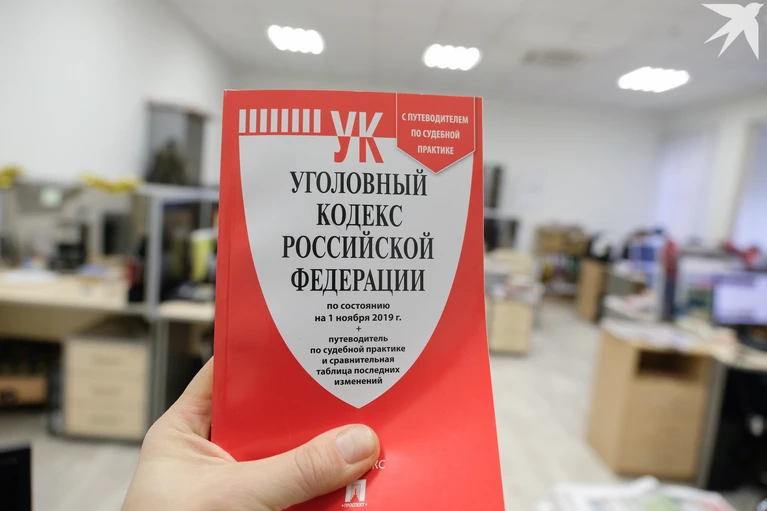 УК
С ПУТЕВОДИТЕЛЕМ
ПО СУДЕБНОЙ
ПРАКТИКЕ
УГОЛОВНЫЙ
КОДЕКС
РОССИЙСКОЙ
ФЕДЕРАЦИИ
по состоянию
на 1 ноября 2019 г.
+
путеводитель
по судебной практике
и сравнительная
таблица последних
изменений
•ПРОСПЕКТ•